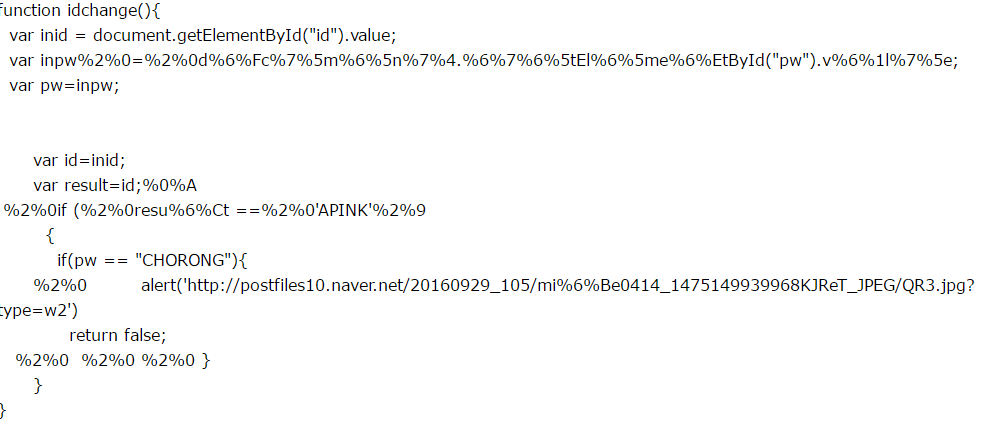 function idchange(){
var inid = document.getElementById("id").value;
var inpw%2%0=%2%0d%6%Fc%7%5m%6%5n%7%4.%6%7%6%5tEl%6%5me%6%EtById("pw").v%6%1l%7%5e;
var pw=inpw;
var id=inid;
var result=id;%0%A
%2%0if (%2%0resu%6%Ct ==%2%0'APINK'%2%9
{
if(pw == "CHORONG"){
%2%0 alert('http://postfiles10.naver.net/20160929_105/mi%6%Be0414_1475149939968KJReT_JPEG/QR3.jpg?
type=w2')
return false;
%2%0 %2%0 %2%0 }
}
}